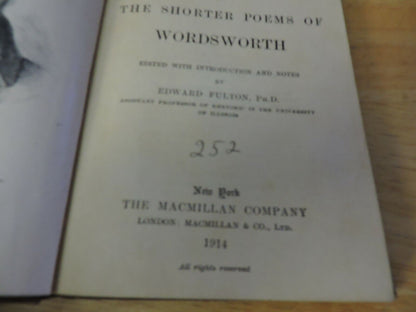 THE SHORTER POEMS OF
WORDSWORTH
EDITED WITH INTRODUCTION AND NOTES
BY
EDWARD FULTON, PH.D.
ASSISTANT PROFESSOR OF RHETORIC IN THE UNIVERSITY
OF ILLINOIS
252
New York
THE MACMILLAN COMPANY
LONDON: MACMILLAN & CO., LTD.
1914
All rights reserved